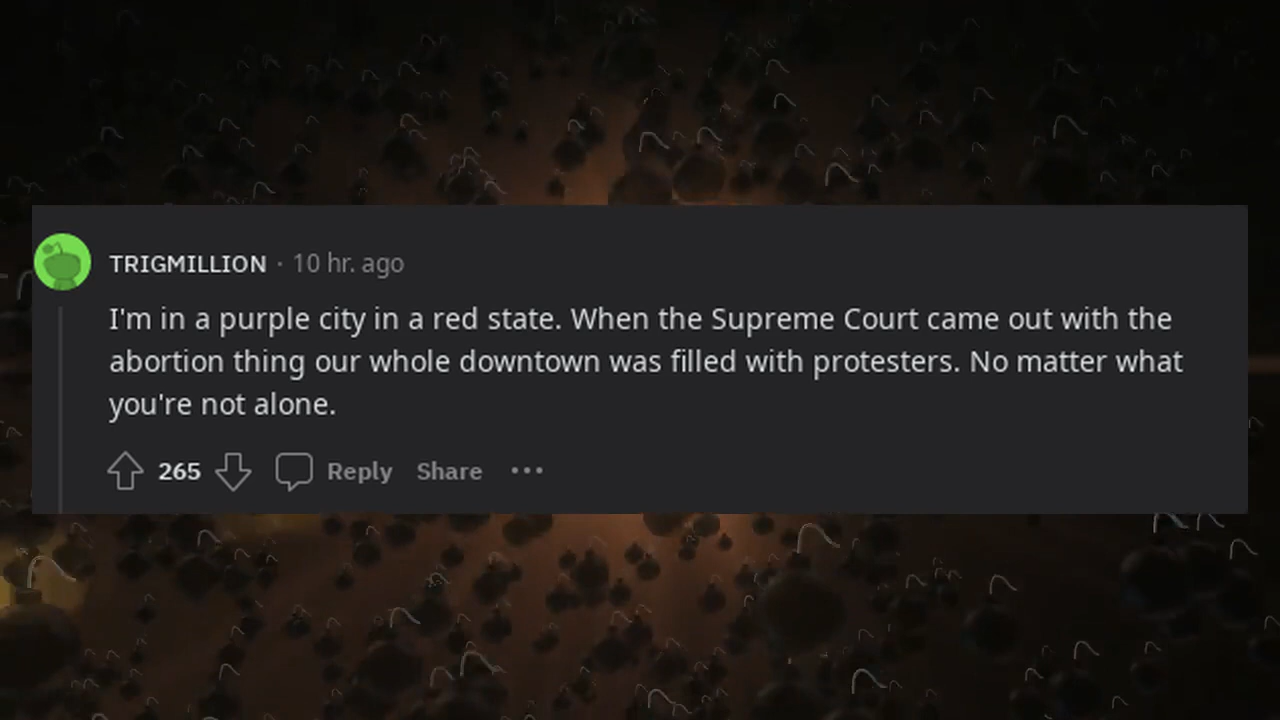 TRIGMILLION · 10 hr. ago
I'm in a purple city in a red state. When the Supreme Court came out with the
abortion thing our whole downtown was filled with protesters. No matter what
you're not alone.
265 Reply Share •••